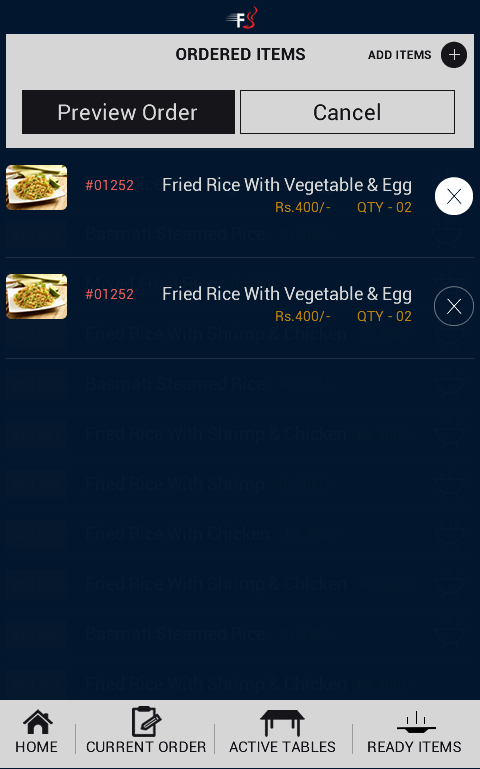 FS
ORDERED ITEMS
ADD ITEMS
Preview Order
Cancel
#01252 Fried Rice With Vegetable & Egg
Rs.400/- QTY - 02
Basmati Steamed Rice
#01252 Fried Rice With Vegetable & Egg
Rs.400/- QTY - 02
Fried Rice With Shrimp & Chicken
Basmati Steamed Rice
Fried Rice With Shrimp & Chicken
Fried Rice With Shrimp
Fried Rice With Chicken
Fried Rice With Shrimp & Chicken
Basmati Steamed Rice
Fried Rice With Shrimp & Chicken
HOME
CURRENT ORDER
ACTIVE TABLES
READY ITEMS